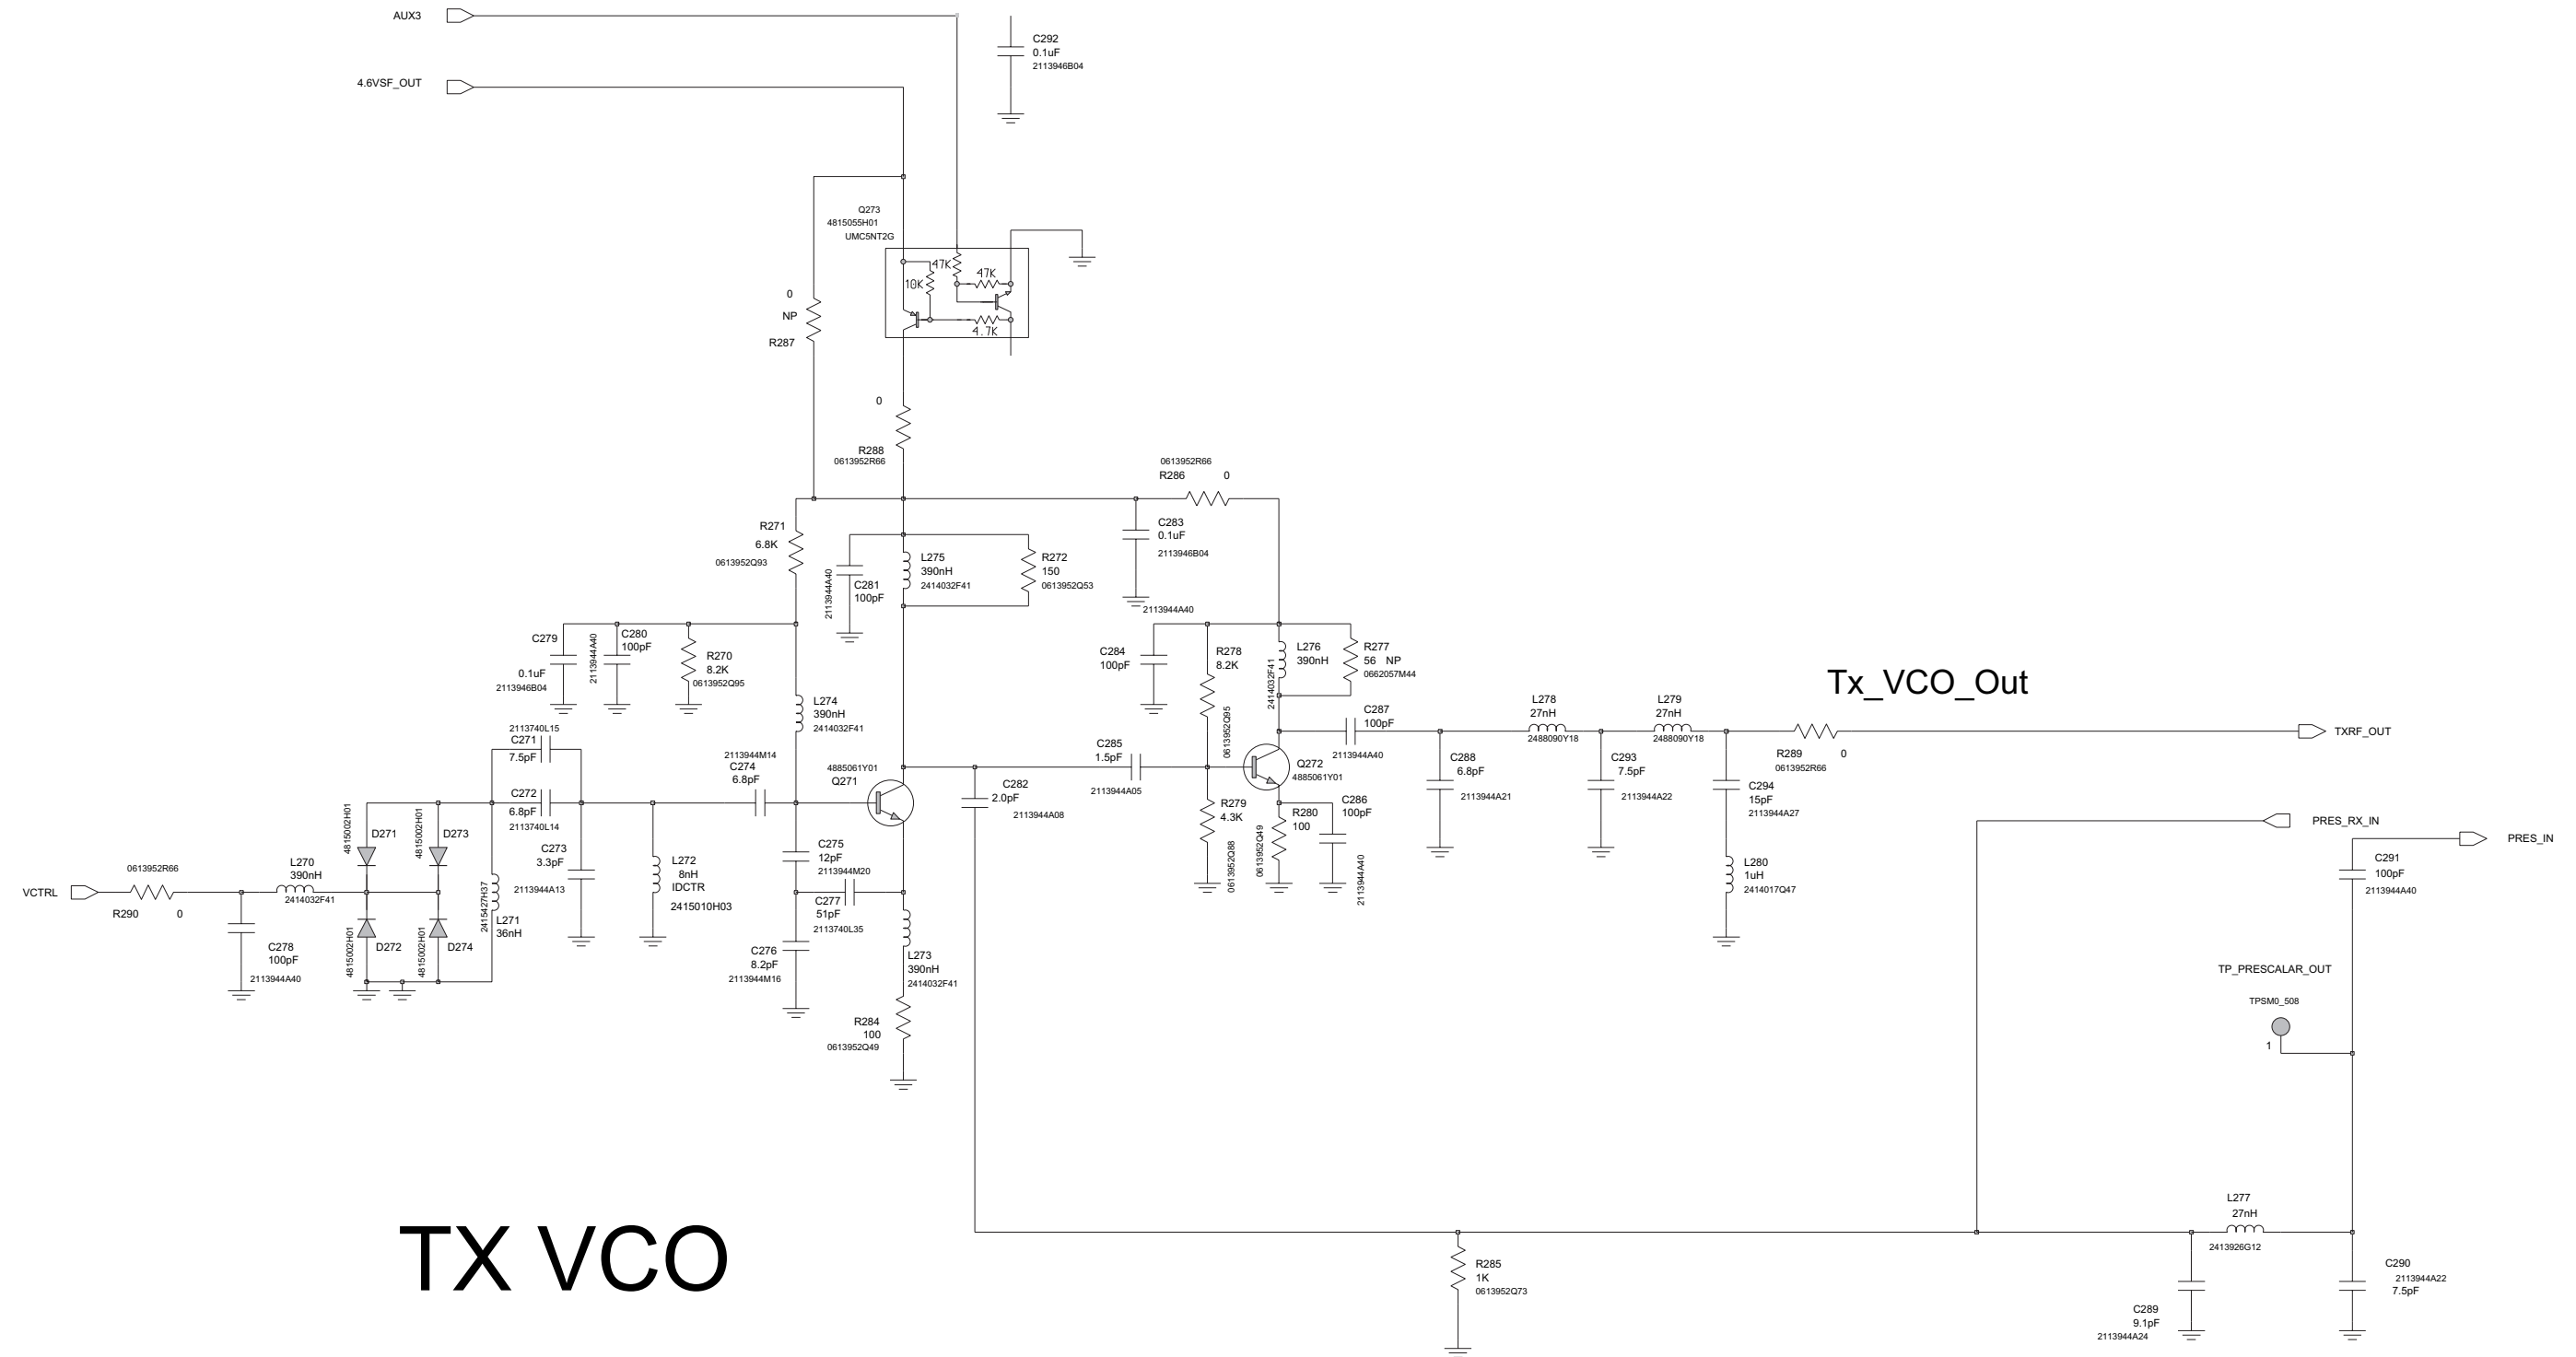 AUX3
C292
0.1uF
2113946B04
4.6VSF_OUT
Q273
4815055H01
UMC5NT2G
47K
47K
10K
4.7K
0
NP
R287
0
R288
0613952R66
0613952R66
R286 0
R271
6.8K
0613952Q93
C283
0.1uF
2113946B04
2113944A40
C281
100pF
L275
390nH
2414032F41
R272
150
0613952Q53
2113944A40
C279
0.1uF
2113946B04
2113944A40
C280
100pF
R270
8.2K
0613952Q95
C284
100pF
R278
8.2K
0613952Q95
2414032F41
L276
390nH
R277
56 NP
0662057M44
Tx_VCO_Out
L274
390nH
2414032F41
2113740L15
C271
7.5pF
2113944M14
C274
6.8pF
4885061Y01
Q271
C285
1.5pF
2113944A05
Q272
4885061Y01
C287
100pF
2113944A40
L278
27nH
2488090Y18
L279
27nH
2488090Y18
R289 0
0613952R66
TXRF_OUT
C288
6.8pF
2113944A21
C293
7.5pF
2113944A22
C294
15pF
2113944A27
C272
6.8pF
2113740L14
C282
2.0pF
2113944A08
R279
4.3K
0613952Q88
R280
100
0613952Q49
C286
100pF
2113944A40
PRES_RX_IN
PRES_IN
4815002H01
D271
4815002H01
D273
C273
3.3pF
2113944A13
L272
8nH
IDCTR
2415010H03
C275
12pF
2113944M20
L280
1uH
2414017Q47
C291
100pF
2113944A40
0613952R66
VCTRL
R290 0
L270
390nH
2414032F41
2415427H37
L271
36nH
C277
51pF
2113740L35
C278
100pF
2113944A40
4815002H01
D272
4815002H01
D274
C276
8.2pF
2113944M16
L273
390nH
2414032F41
R284
100
0613952Q49
TP_PRESCALAR_OUT
TPSM0_508
1
TX VCO
L277
27nH
2413926G12
R285
1K
0613952Q73
C290
2113944A22
7.5pF
C289
9.1pF
2113944A24